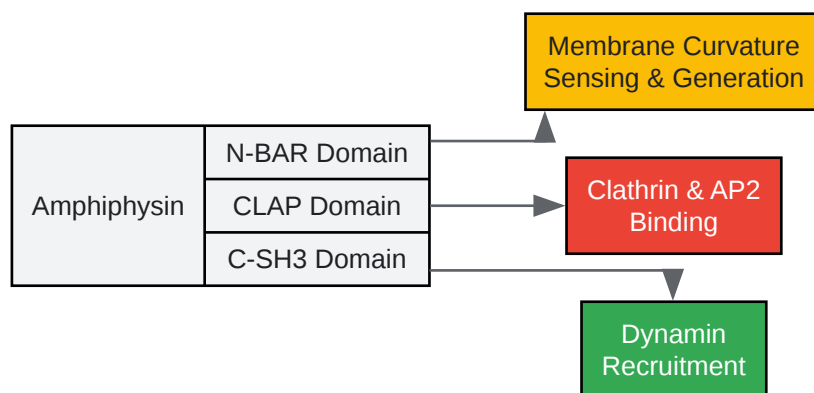 Membrane Curvature
Sensing & Generation
Amphiphysin
N-BAR Domain
CLAP Domain
C-SH3 Domain
Clathrin & AP2
Binding
Dynamin
Recruitment